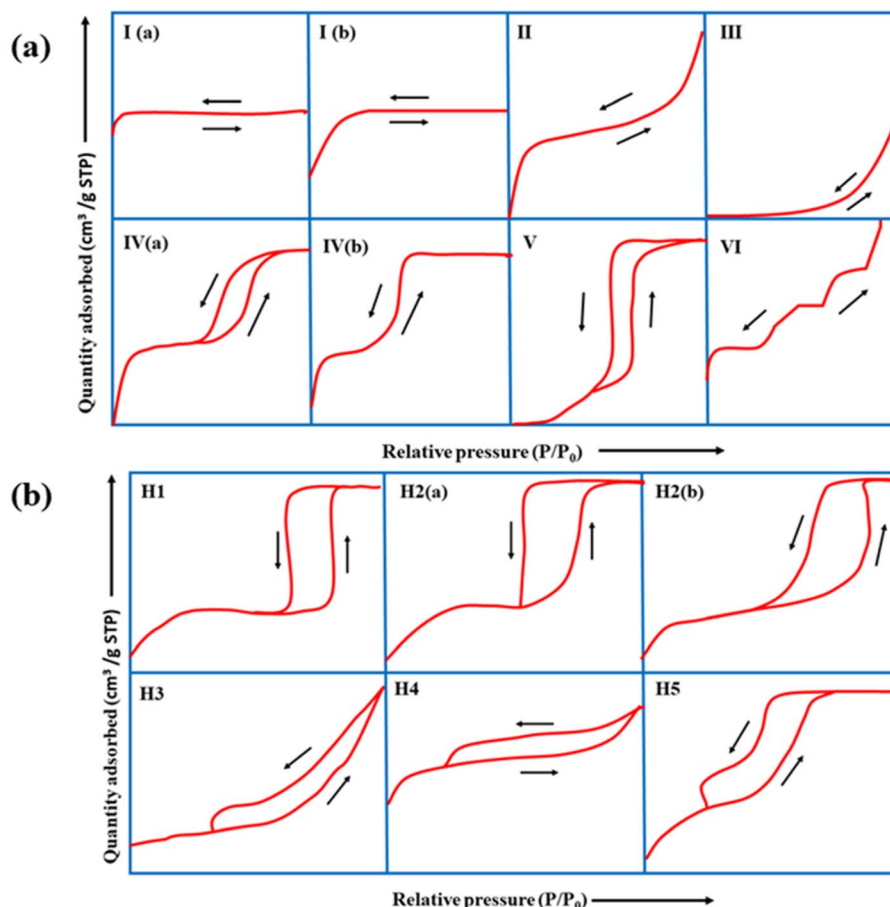 (a)
Quantity adsorbed (cm³ /g STP)
I (a)
I (b)
II
III
IV(a)
IV(b)
V
VI
Relative pressure (P/P₀)
(b)
Quantity adsorbed (cm³ /g STP)
H1
H2(a)
H2(b)
H3
H4
H5
Relative pressure (P/P₀)